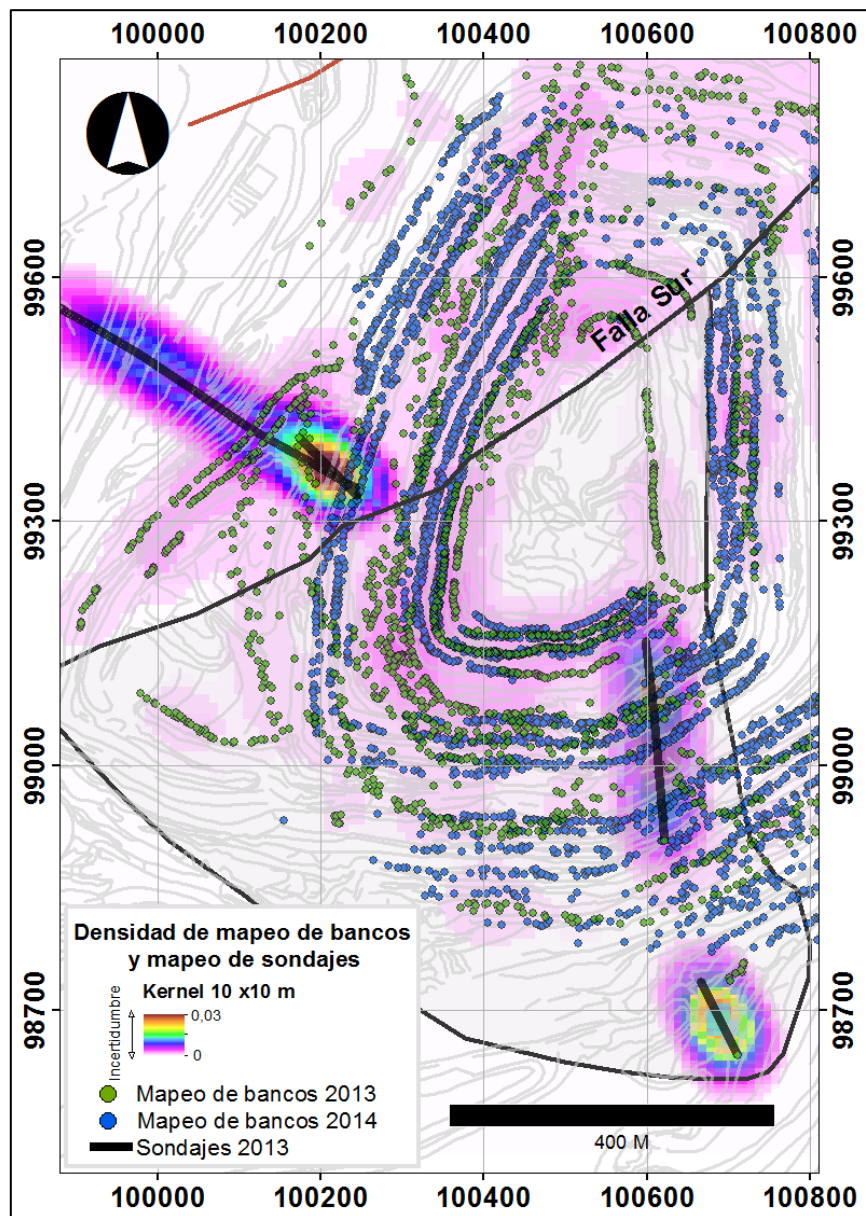 100000 100200 100400 100600 100800
99600
99300
99000
98700
99600
99300
99000
98700
Falla Sur
Densidad de mapeo de bancos
y mapeo de sondajes
Kernel 10 x10 m
Incertidumbre
0,03
0
Mapeo de bancos 2013
Mapeo de bancos 2014
Sondajes 2013
400 M
100000 100200 100400 100600 100800